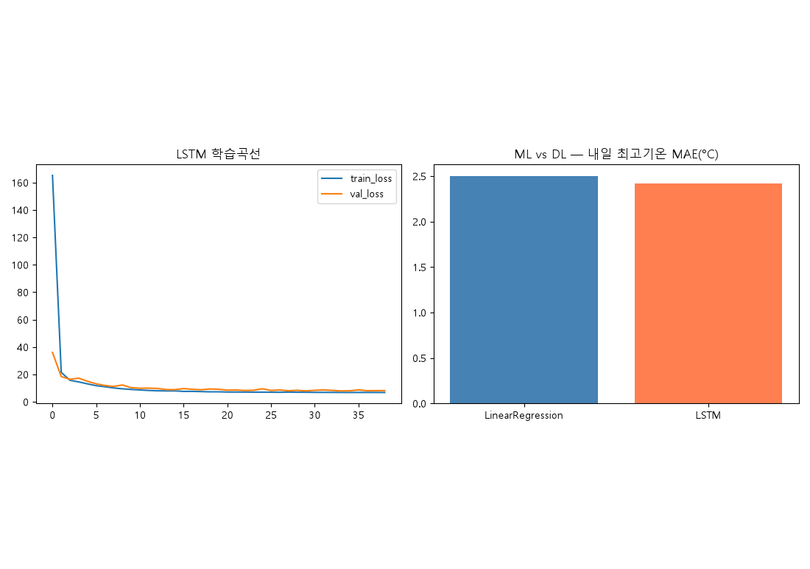 LSTM 학습곡선
160
140
120
100
80
60
40
20
0
train_loss
val_loss
0 5 10 15 20 25 30 35
ML vs DL — 내일 최고기온 MAE(°C)
2.5
2.0
1.5
1.0
0.5
0.0
LinearRegression LSTM